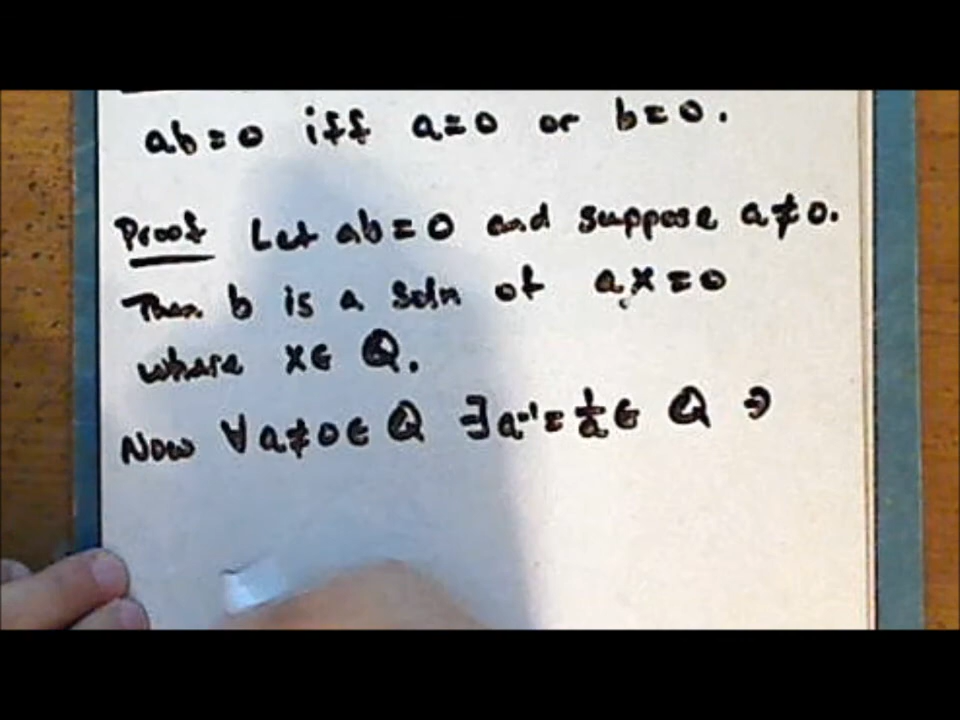 ab=0 iff a=0 or b=0.
Proof Let ab=0 and suppose a≠0.
Then b is a soln of ax=0
where x∈ ℚ.
Now ∀a≠0∈ ℚ ∃a⁻¹=1/a∈ ℚ ∋